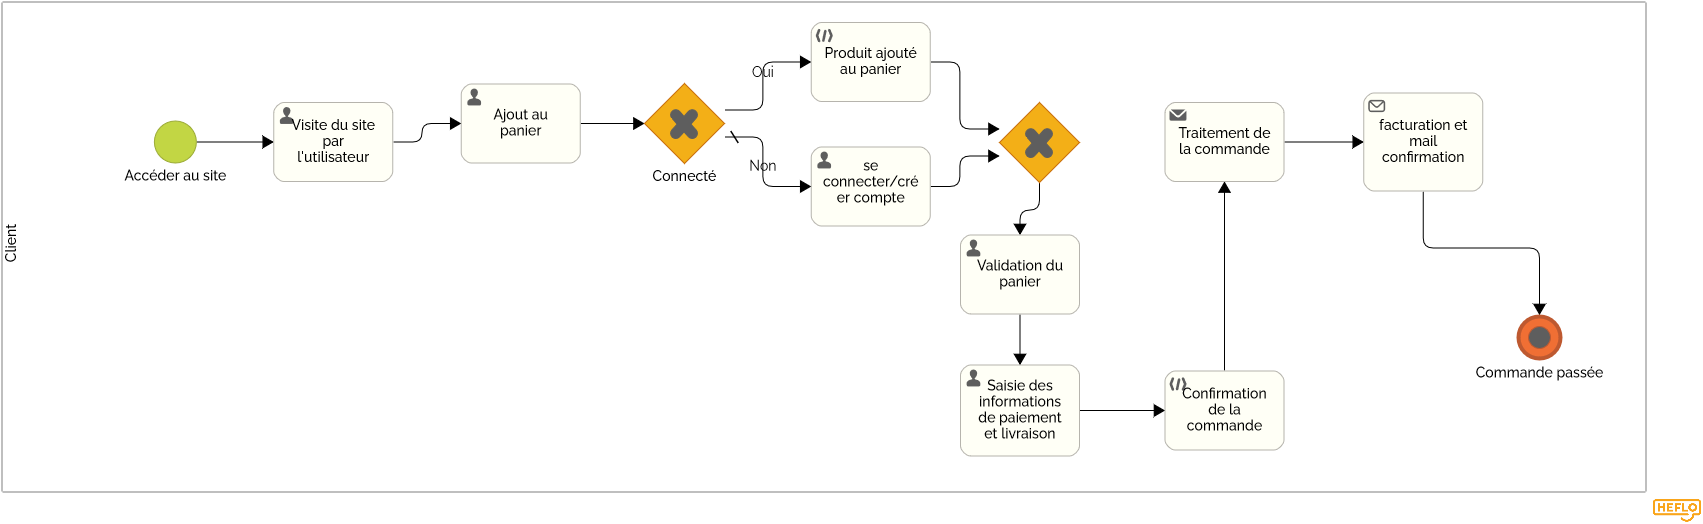 Client
Accéder au site
Visite du site
par
l'utilisateur
Ajout au
panier
Connecté
Oui
Non
Produit ajouté
au panier
se
connecter/cré
er compte
Validation du
panier
Saisie des
informations
de paiement
et livraison
Confirmation
de la
commande
Traitement de
la commande
facturation et
mail
confirmation
Commande passée
HEFLO